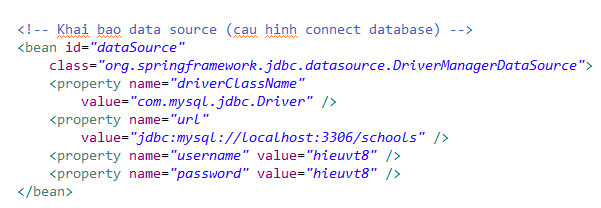 <!-- Khai bao data source (cau hinh connect database) -->
<bean id="dataSource"
class="org.springframework.jdbc.datasource.DriverManagerDataSource">
<property name="driverClassName"
value="com.mysql.jdbc.Driver" />
<property name="url"
value="jdbc:mysql://localhost:3306/schools" />
<property name="username" value="hieuvt8" />
<property name="password" value="hieuvt8" />
</bean>